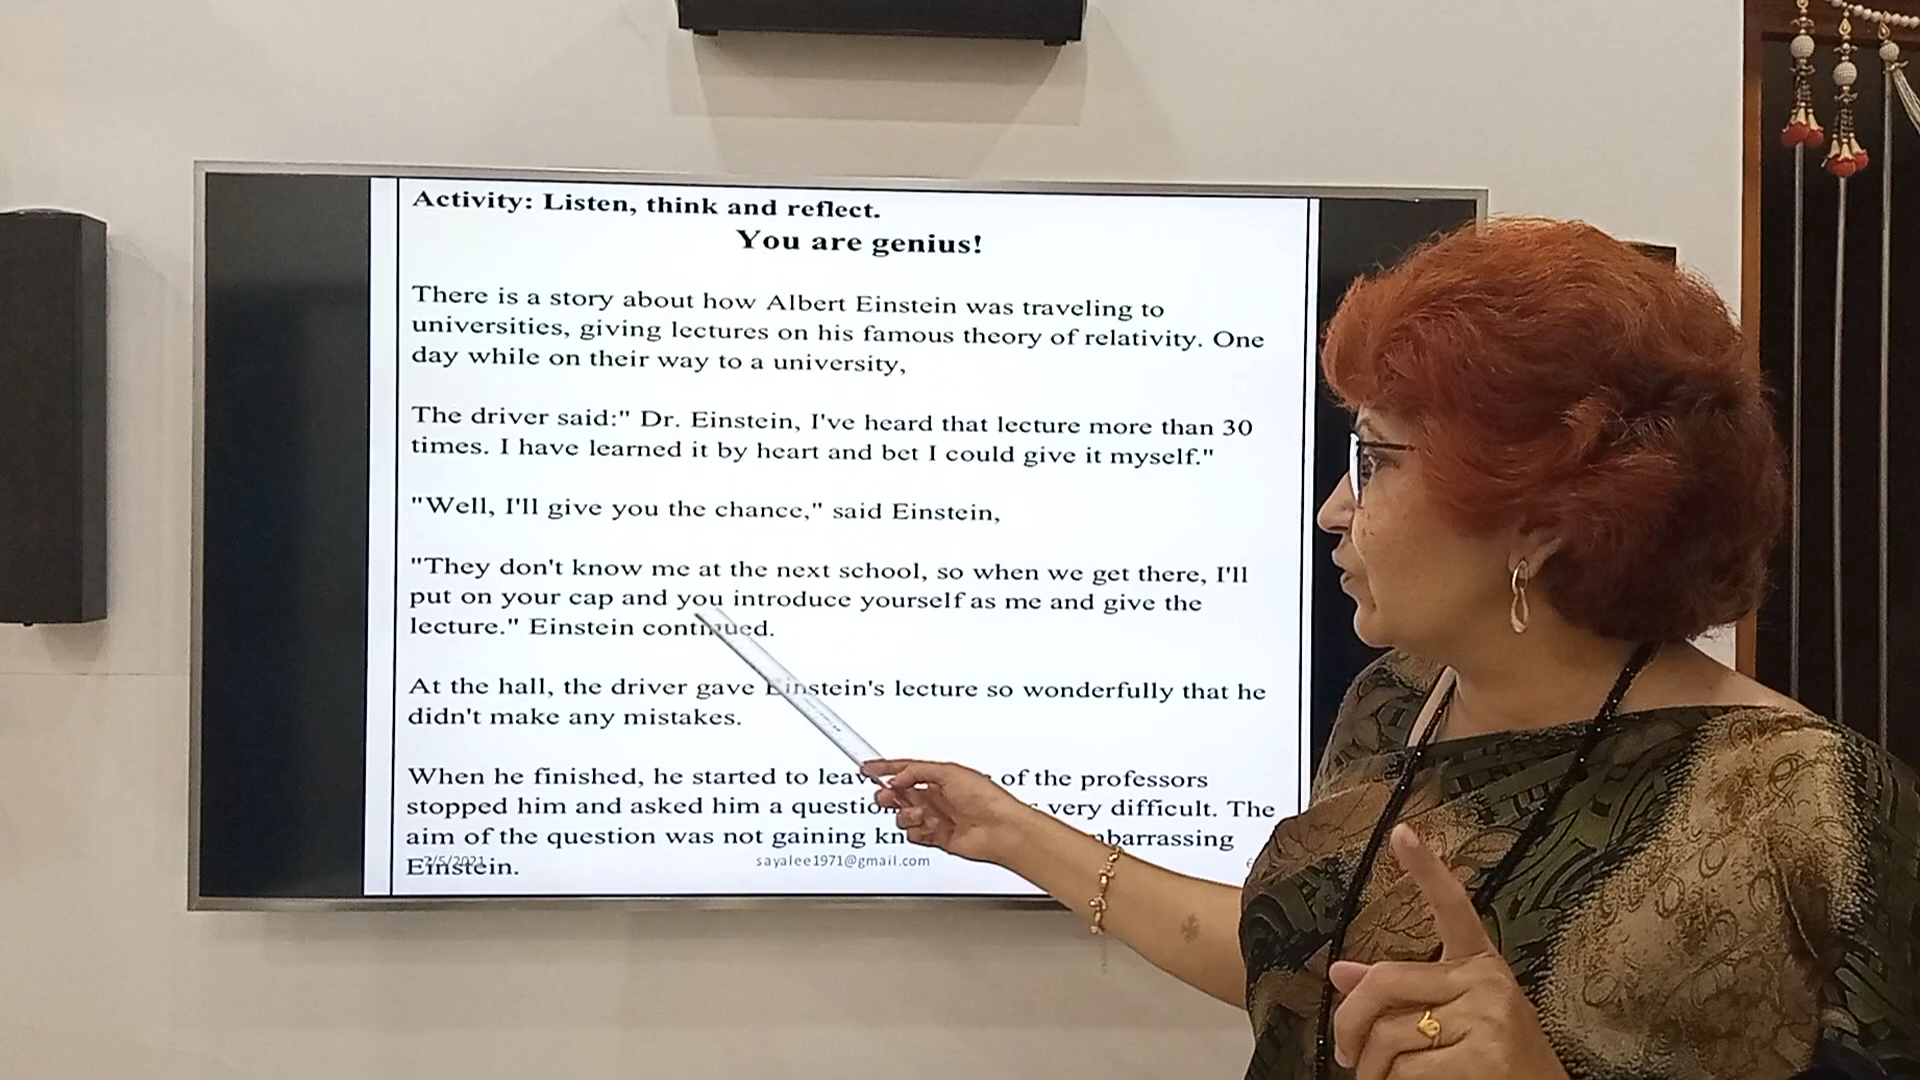 Activity: Listen, think and reflect.
You are genius!
There is a story about how Albert Einstein was traveling to
universities, giving lectures on his famous theory of relativity. One
day while on their way to a university,
The driver said:" Dr. Einstein, I've heard that lecture more than 30
times. I have learned it by heart and bet I could give it myself."
"Well, I'll give you the chance," said Einstein,
"They don't know me at the next school, so when we get there, I'll
put on your cap and you introduce yourself as me and give the
lecture." Einstein continued.
At the hall, the driver gave Einstein's lecture so wonderfully that he
didn't make any mistakes.
When he finished, he started to of the professors
stopped him and asked him a very difficult. The
aim of the question was not gaining
Einstein.
sayalee1971@gmail.com